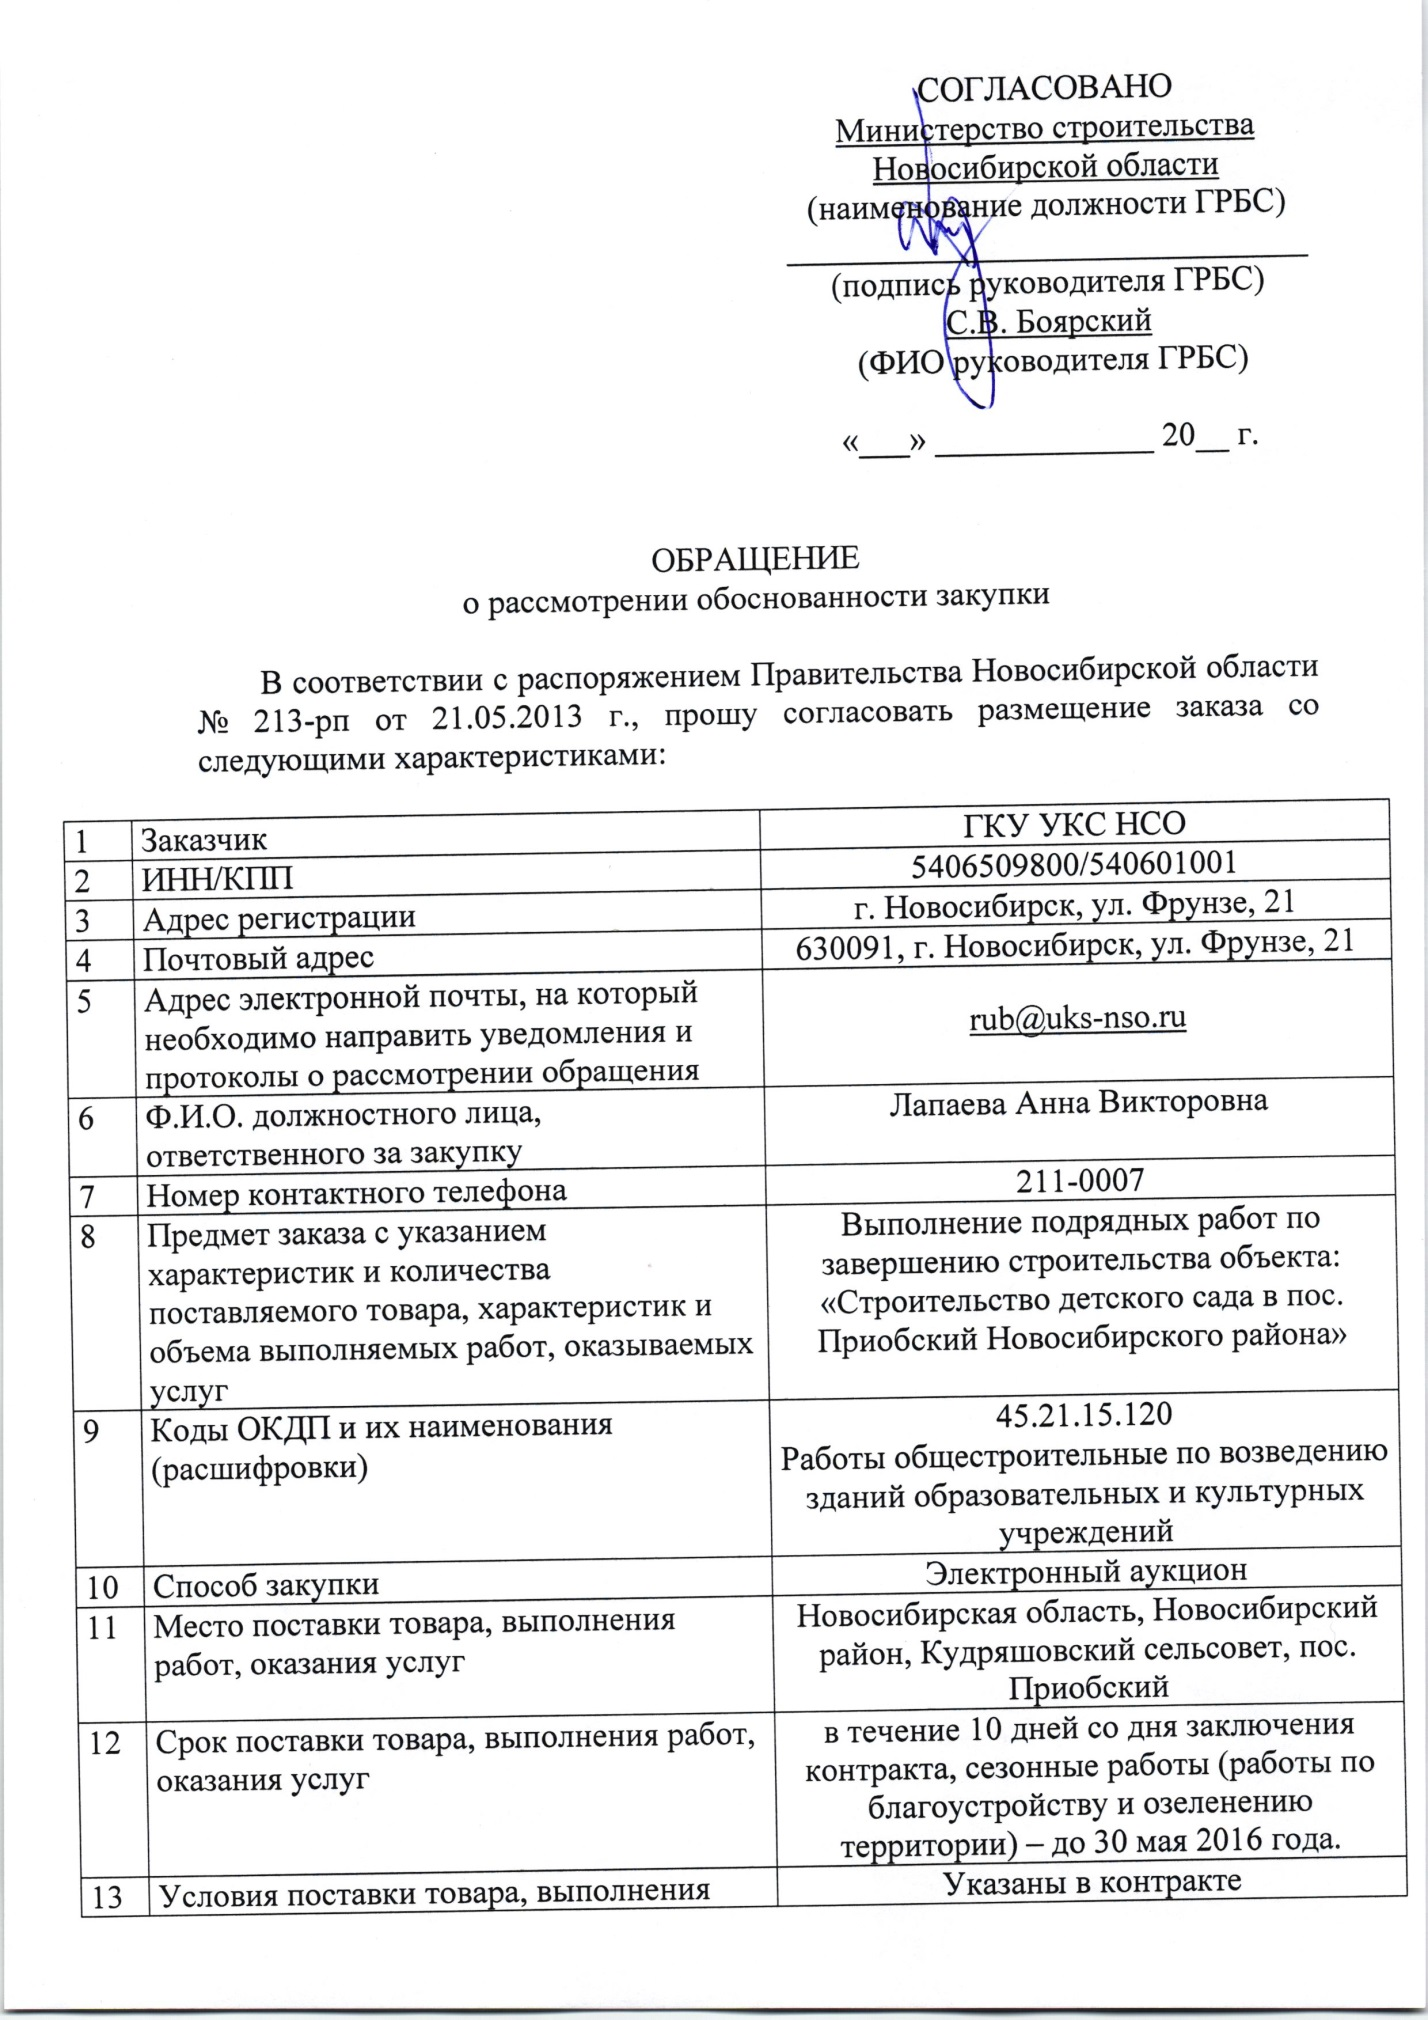 СОГЛАСОВАНО
Министерство строительства
Новосибирской области
(наименование должности ГРБС)
(подпись руководителя ГРБС)
С.В. Боярский
(ФИО руководителя ГРБС)
«___» _____________ 20__ г.
ОБРАЩЕНИЕ
о рассмотрении обоснованности закупки
В соответствии с распоряжением Правительства Новосибирской области
№ 213-рп от 21.05.2013 г., прошу согласовать размещение заказа со
следующими характеристиками:
1 Заказчик ГКУ УКС НСО
2 ИНН/КПП 5406509800/540601001
3 Адрес регистрации г. Новосибирск, ул. Фрунзе, 21
4 Почтовый адрес 630091, г. Новосибирск, ул. Фрунзе, 21
5 Адрес электронной почты, на который
необходимо направить уведомления и
протоколы о рассмотрении обращения
rub@uks-nso.ru
6 Ф.И.О. должностного лица,
ответственного за закупку
Лапаева Анна Викторовна
7 Номер контактного телефона 211-0007
8 Предмет заказа с указанием
характеристик и количества
поставляемого товара, характеристик и
объема выполняемых работ, оказываемых
услуг
Выполнение подрядных работ по
завершению строительства объекта:
«Строительство детского сада в пос.
Приобский Новосибирского района»
9 Коды ОКДП и их наименования
(расшифровки)
45.21.15.120
Работы общестроительные по возведению
зданий образовательных и культурных
учреждений
10 Способ закупки Электронный аукцион
11 Место поставки товара, выполнения
работ, оказания услуг
Новосибирская область, Новосибирский
район, Кудряшовский сельсовет, пос.
Приобский
12 Срок поставки товара, выполнения работ,
оказания услуг
в течение 10 дней со дня заключения
контракта, сезонные работы (работы по
благоустройству и озеленению
территории) – до 30 мая 2016 года.
13 Условия поставки товара, выполнения Указаны в контракте